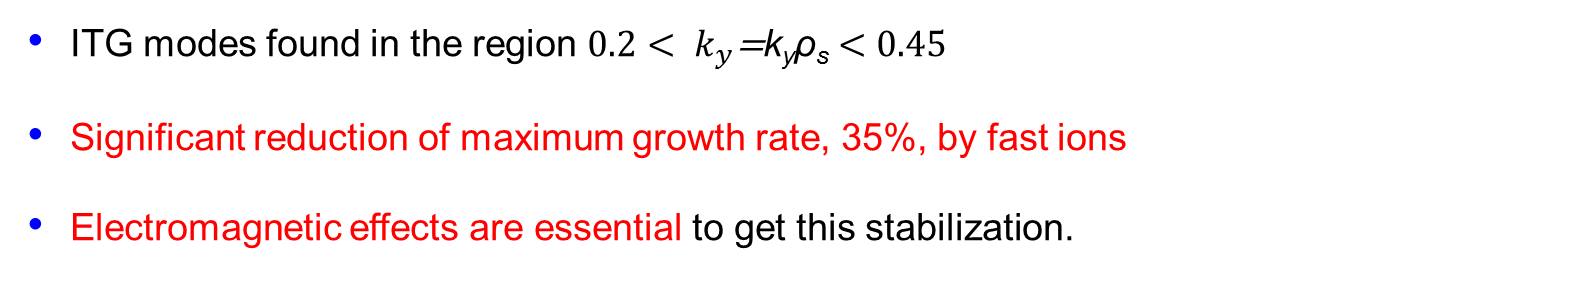 • ITG modes found in the region 0.2 < k_y=k_yρ_s < 0.45
• Significant reduction of maximum growth rate, 35%, by fast ions
• Electromagnetic effects are essential to get this stabilization.